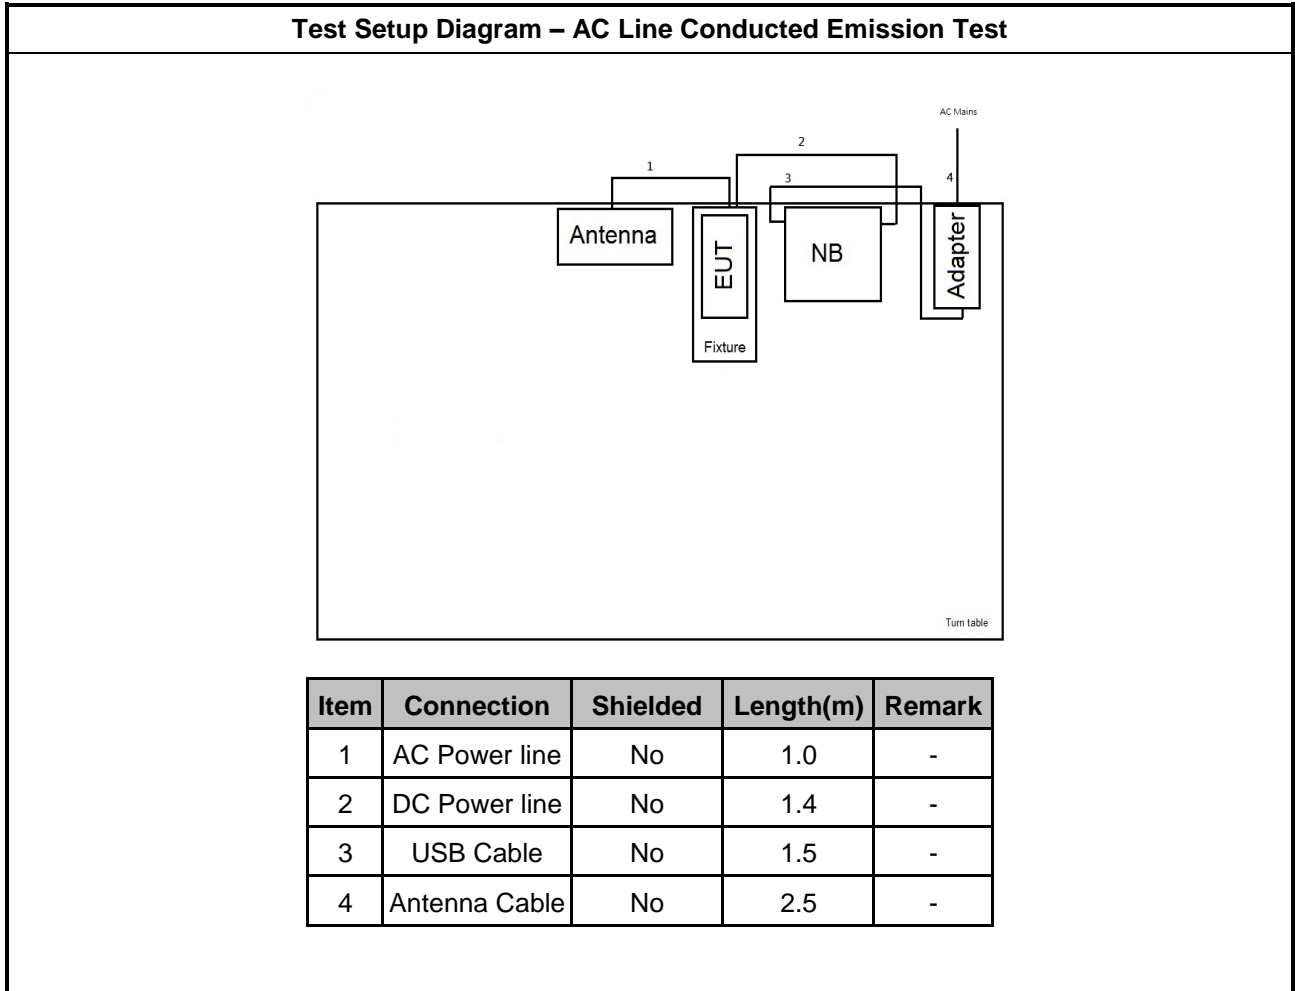 Test Setup Diagram – AC Line Conducted Emission Test
AC Mains
2
1
3
4
Antenna
EUT
NB
Adapter
Fixture
Turn table
Item Connection Shielded Length(m) Remark
1 AC Power line No 1.0 -
2 DC Power line No 1.4 -
3 USB Cable No 1.5 -
4 Antenna Cable No 2.5 -